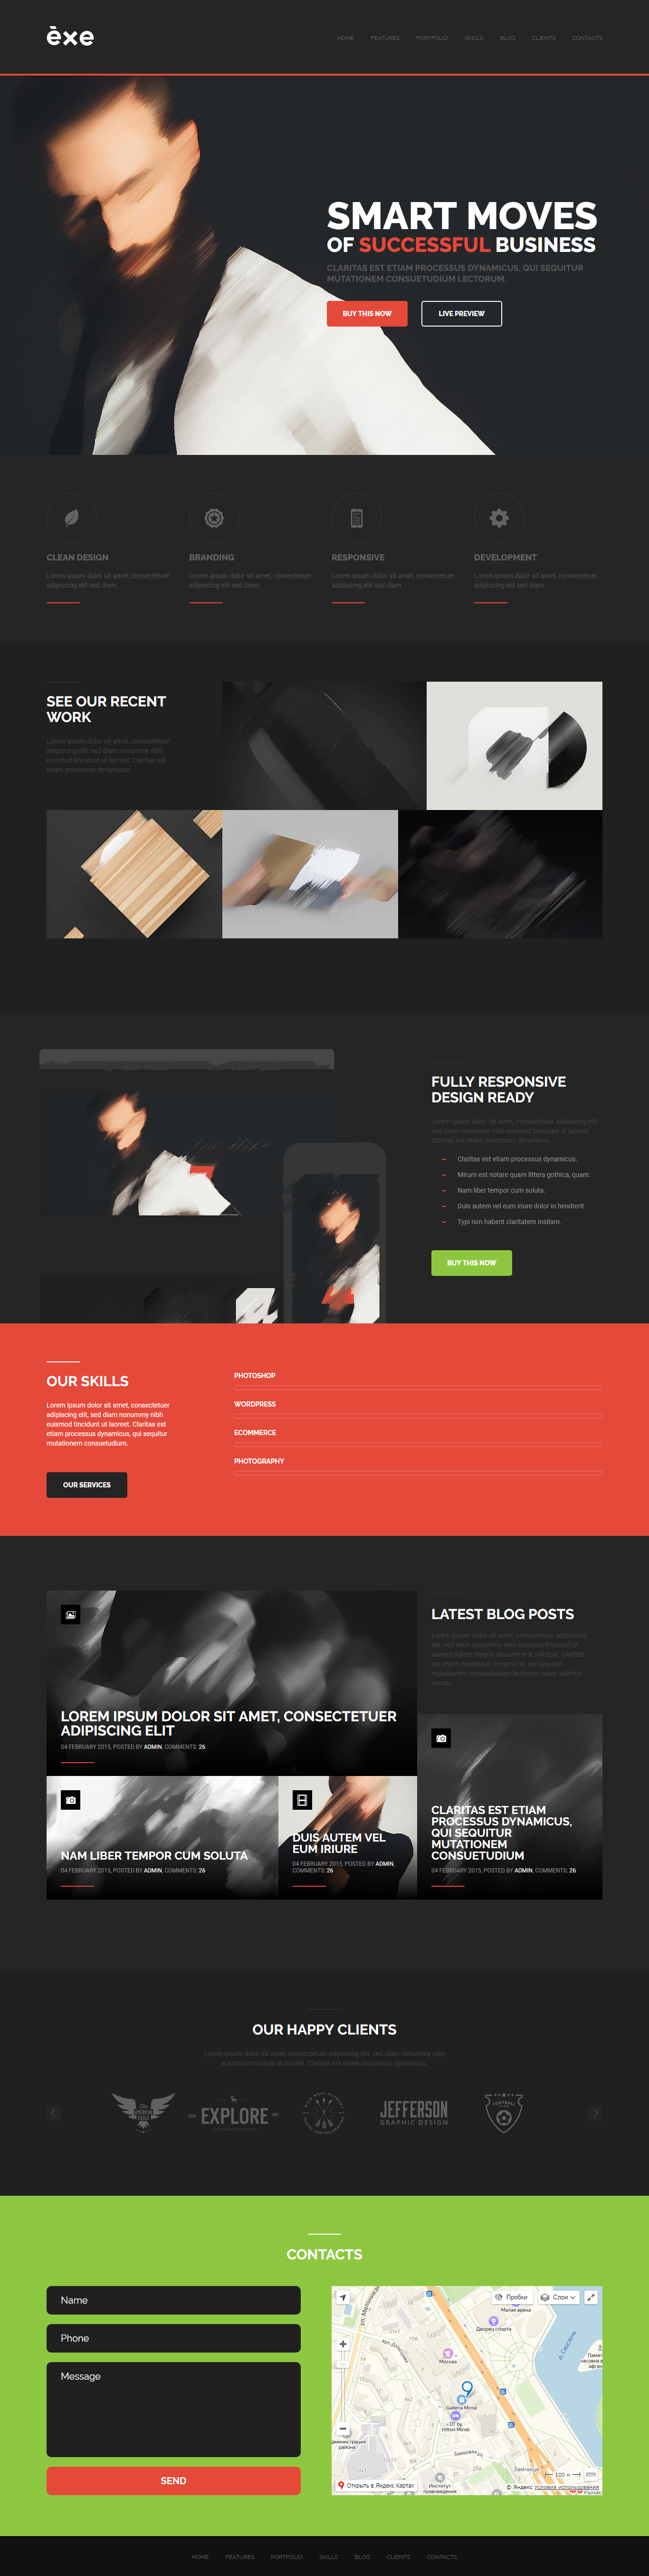 èxe
HOME FEATURES PORTFOLIO SKILLS BLOG CLIENTS CONTACTS
SMART MOVES
OF SUCCESSFUL BUSINESS
CLARITAS EST ETIAM PROCESSUS DYNAMICUS, QUI SEQUITUR
MUTATIONEM CONSUETUDIUM LECTORUM.
BUY THIS NOW LIVE PREVIEW
CLEAN DESIGN
Lorem ipsum dolor sit amet, consectetuer
adipiscing elit sed diam.
BRANDING
Lorem ipsum dolor sit amet, consectetuer
adipiscing elit sed diam.
RESPONSIVE
Lorem ipsum dolor sit amet, consectetuer
adipiscing elit sed diam.
DEVELOPMENT
Lorem ipsum dolor sit amet, consectetuer
adipiscing elit sed diam.
SEE OUR RECENT
WORK
Lorem ipsum dolor sit amet, consectetuer
adipiscing elit, sed diam nonummy nibh
euismod tincidunt ut laoreet. Claritas est
etiam processus dynamicus.
FULLY RESPONSIVE
DESIGN READY
Lorem ipsum dolor sit amet, consectetuer adipiscing elit,
sed diam nonummy nibh euismod tincidunt ut laoreet.
Claritas est etiam processus dynamicus.
– Claritas est etiam processus dynamicus.
– Mirum est notare quam littera gothica, quam.
– Nam liber tempor cum soluta.
– Duis autem vel eum iriure dolor in hendrerit.
– Typi non habent claritatem insitam.
BUY THIS NOW
OUR SKILLS
Lorem ipsum dolor sit amet, consectetuer
adipiscing elit, sed diam nonummy nibh
euismod tincidunt ut laoreet. Claritas est
etiam processus dynamicus, qui sequitur
mutationem consuetudium.
OUR SERVICES
PHOTOSHOP
WORDPRESS
ECOMMERCE
PHOTOGRAPHY
LOREM IPSUM DOLOR SIT AMET, CONSECTETUER
ADIPISCING ELIT
04 FEBRUARY 2015, POSTED BY ADMIN, COMMENTS: 26
NAM LIBER TEMPOR CUM SOLUTA
04 FEBRUARY 2015, POSTED BY ADMIN, COMMENTS: 26
DUIS AUTEM VEL
EUM IRIURE
04 FEBRUARY 2015, POSTED BY ADMIN,
COMMENTS: 26
LATEST BLOG POSTS
Lorem ipsum dolor sit amet, consectetuer adipiscing
elit, sed diam nonummy nibh euismod tincidunt ut
laoreet dolore magna aliquam erat volutpat. Claritas
est etiam processus dynamicus, qui sequitur
mutationem consuetudium lectorum
CLARITAS EST ETIAM
PROCESSUS DYNAMICUS,
QUI SEQUITUR
MUTATIONEM
CONSUETUDIUM
04 FEBRUARY 2015, POSTED BY ADMIN, COMMENTS: 26
OUR HAPPY CLIENTS
Lorem ipsum dolor sit amet, consectetuer adipiscing elit, sed diam nonummy nibh
euismod tincidunt ut laoreet. Claritas est etiam processus dynamicus.
The
AMERICAN
EAGLE
EXPLORE
JEFFERSON
GRAPHIC DESIGN
FOOTBALL
CONTACTS
Name
Phone
Message
SEND
Пробки Слои
Малая арена
Дворец спорта
Москва
Galleria Minsk
DT by
Hilton Minsk
Замковая ул.
Замчище
Институт
правоведения
100 м
Открыть в Яндекс.Картах
© Яндекс Условия использования
HOME FEATURES PORTFOLIO SKILLS BLOG CLIENTS CONTACTS